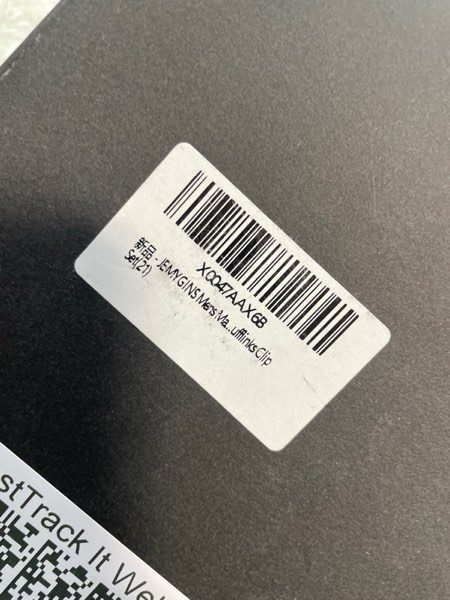 X0047AAX6B
新品 - JEMYGINS Mens Ma...ufflinks Clip
Set(21)
stTrack It We